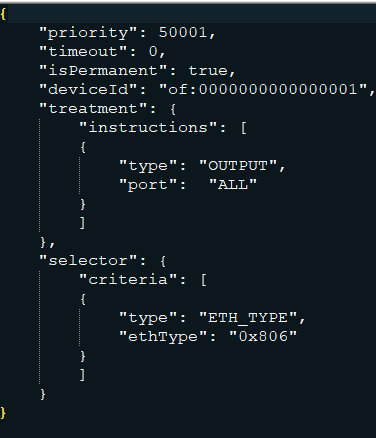 {
    "priority": 50001,
    "timeout": 0,
    "isPermanent": true,
    "deviceId": "of:0000000000000001",
    "treatment": {
        "instructions": [
        {
            "type": "OUTPUT",
            "port":  "ALL"
        }
        ]
    },
    "selector": {
        "criteria": [
        {
            "type": "ETH_TYPE",
            "ethType": "0x806"
        }
        ]
    }
}